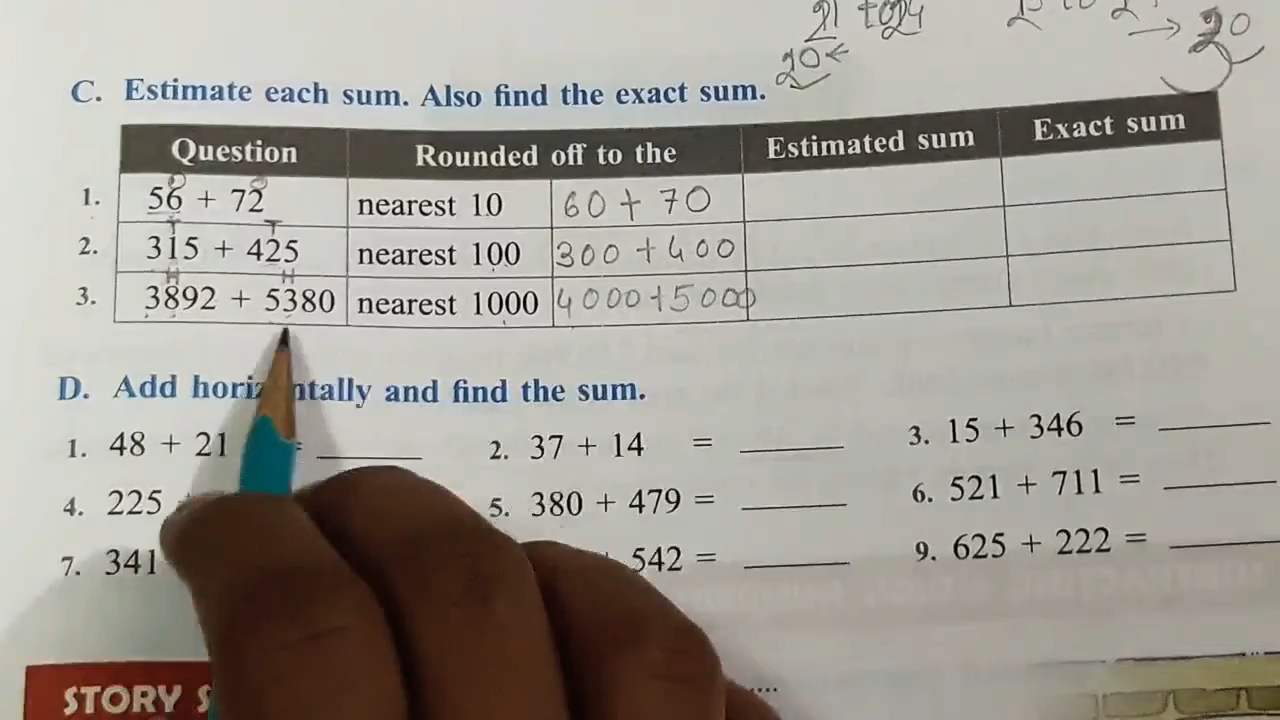 21 to 24
20 ←
→ 30
C. Estimate each sum. Also find the exact sum.
Question Rounded off to the Estimated sum Exact sum
1. 56 + 72 nearest 10 60 + 70
T T
2. 315 + 425 nearest 100 300 + 400
H H
3. 3892 + 5380 nearest 1000 4000 + 5000
D. Add horizontally and find the sum.
1. 48 + 21 = 2. 37 + 14 = 3. 15 + 346 =
4. 225 5. 380 + 479 = 6. 521 + 711 =
7. 341 542 = 9. 625 + 222 =
STORY S